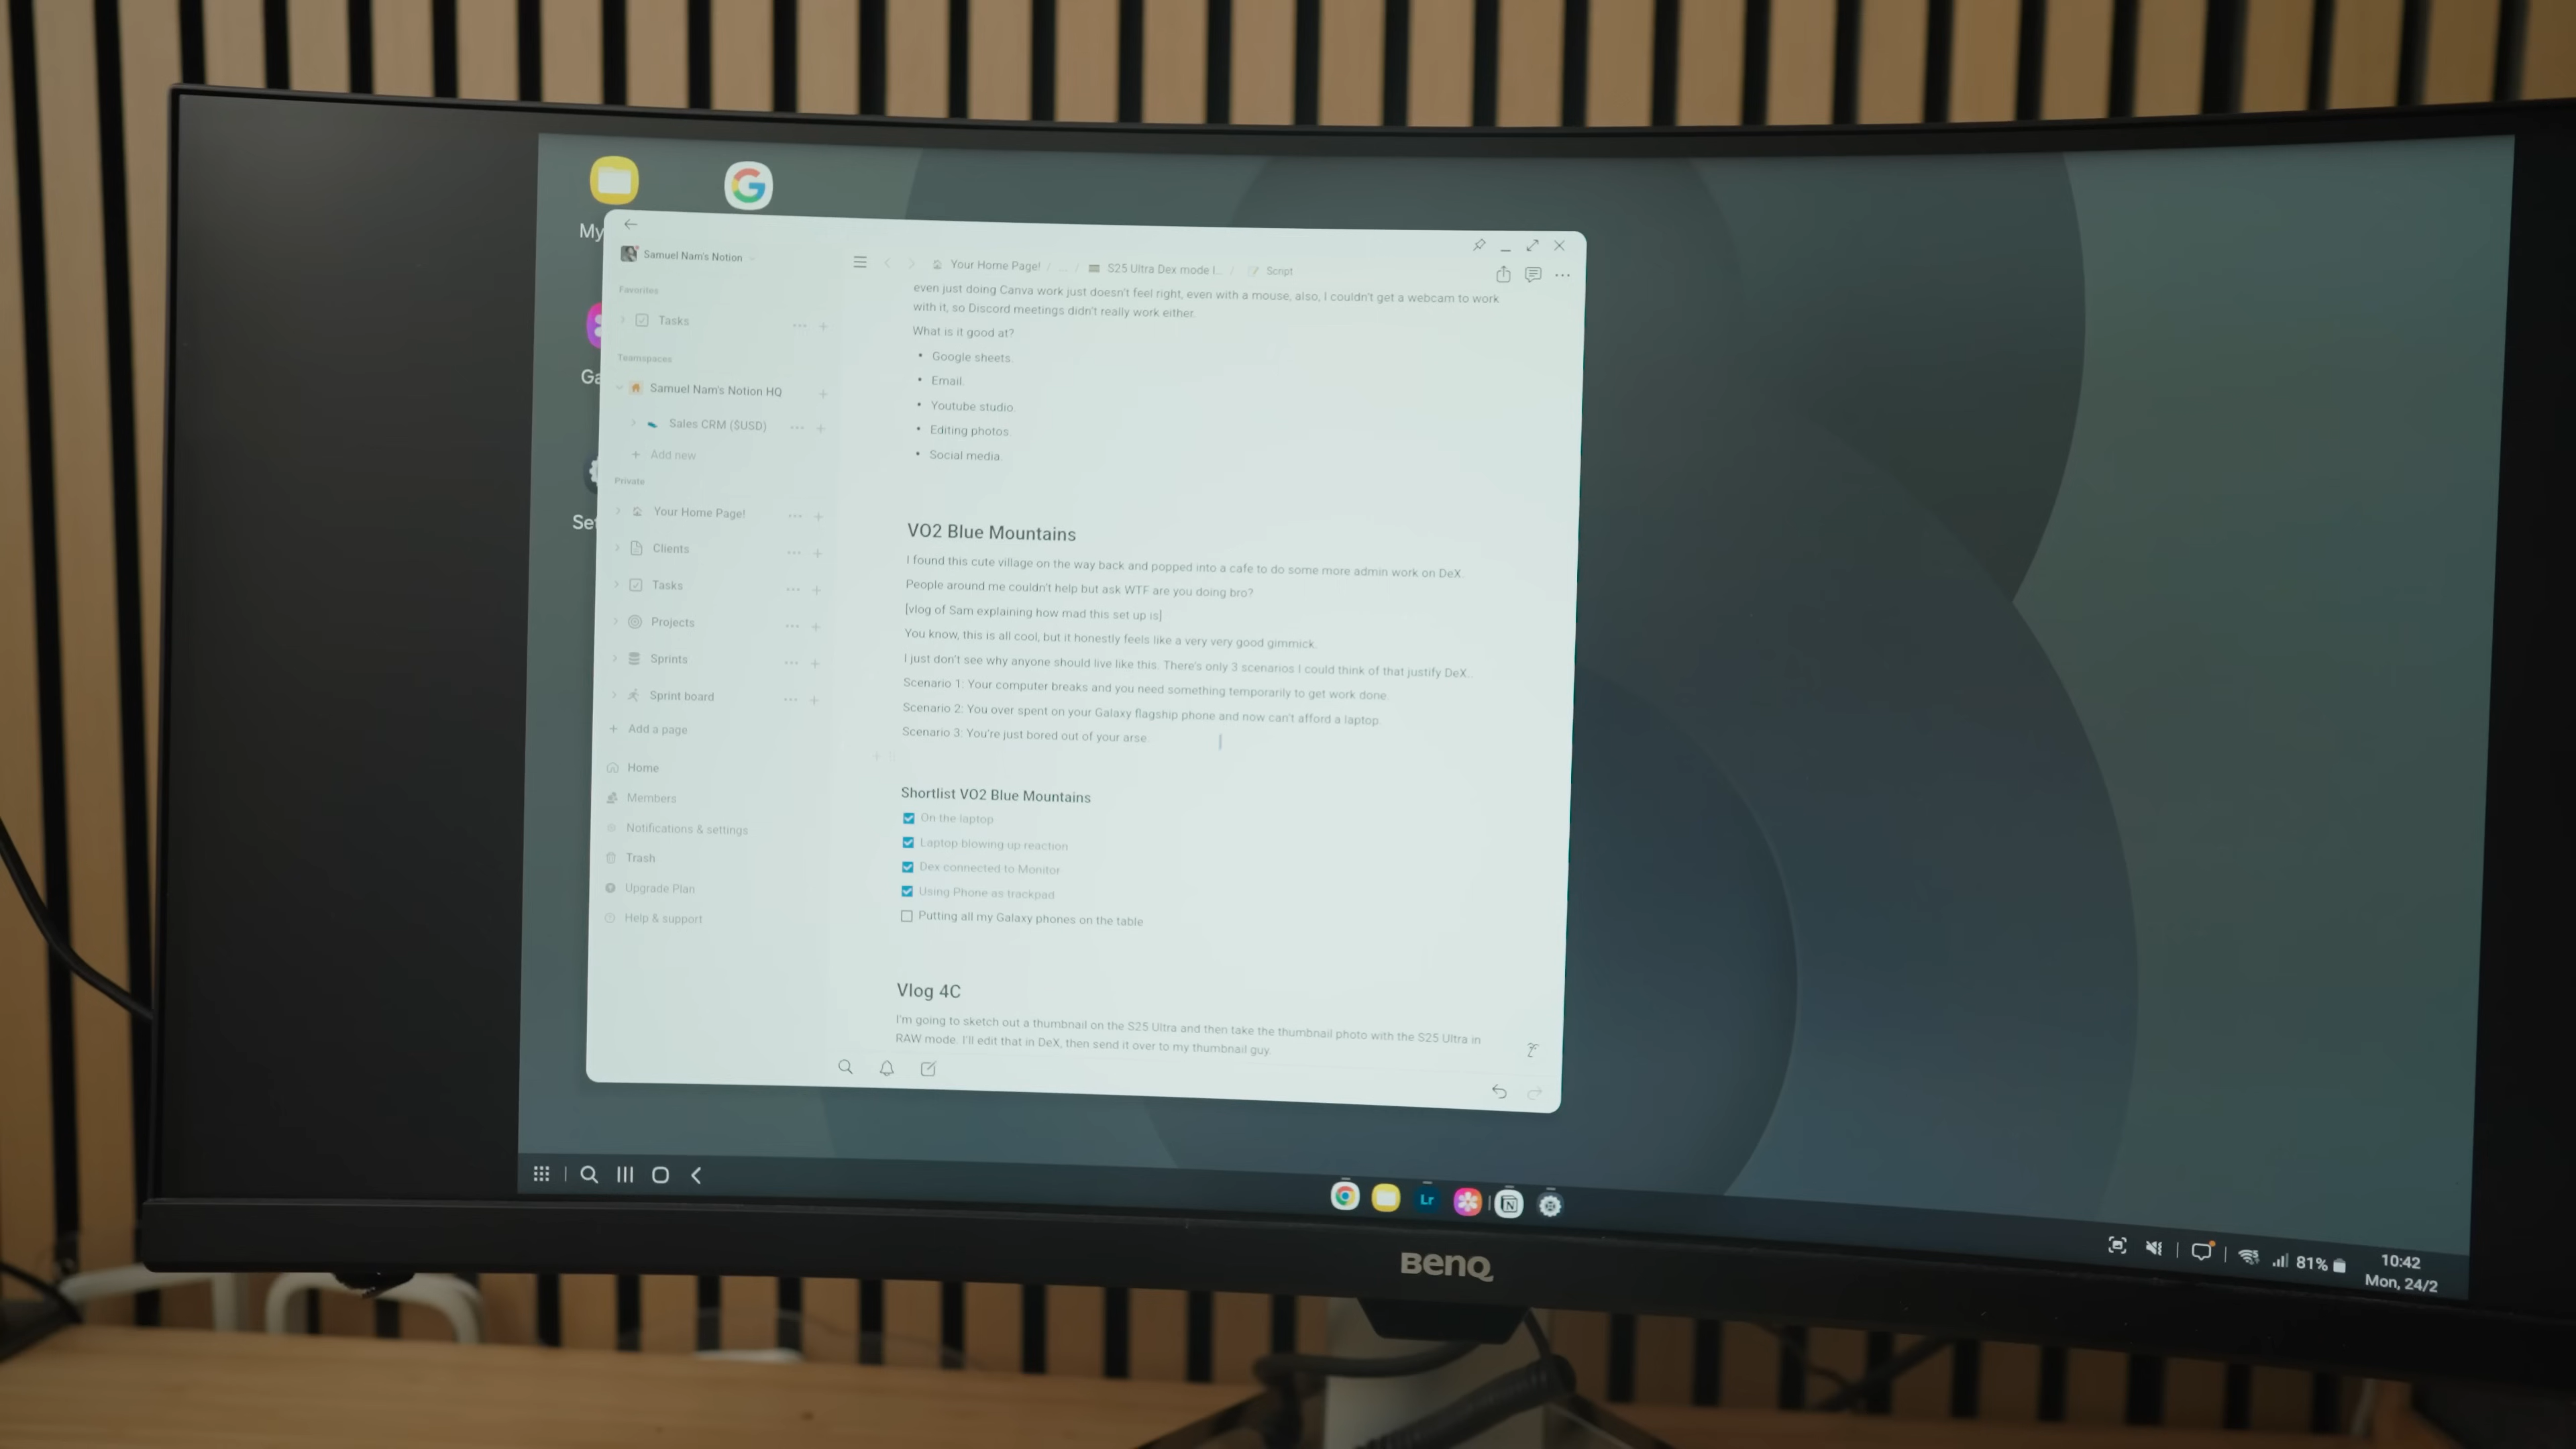 My
Ga
Set
Samuel Nam's Notion
Favorites
Tasks
Teamspaces
Samuel Nam's Notion HQ
Sales CRM ($USD)
Add new
Private
Your Home Page!
Clients
Tasks
Projects
Sprints
Sprint board
Add a page
Home
Members
Notifications & settings
Trash
Upgrade Plan
Help & support
Your Home Page! / ... / S25 Ultra Dex mode I... / Script
even just doing Canva work just doesn't feel right, even with a mouse, also, I couldn't get a webcam to work
with it, so Discord meetings didn't really work either.
What is it good at?
• Google sheets.
• Email.
• Youtube studio.
• Editing photos.
• Social media.
VO2 Blue Mountains
I found this cute village on the way back and popped into a cafe to do some more admin work on DeX.
People around me couldn't help but ask WTF are you doing bro?
[vlog of Sam explaining how mad this set up is]
You know, this is all cool, but it honestly feels like a very very good gimmick.
I just don't see why anyone should live like this. There's only 3 scenarios I could think of that justify DeX.
Scenario 1: Your computer breaks and you need something temporarily to get work done.
Scenario 2: You over spent on your Galaxy flagship phone and now can't afford a laptop.
Scenario 3: You're just bored out of your arse.
Shortlist VO2 Blue Mountains
On the laptop
Laptop blowing up reaction
Dex connected to Monitor
Using Phone as trackpad
Putting all my Galaxy phones on the table
Vlog 4C
I'm going to sketch out a thumbnail on the S25 Ultra and then take the thumbnail photo with the S25 Ultra in
RAW mode. I'll edit that in DeX, then send it over to my thumbnail guy.
Lr
81%
10:42
Mon, 24/2
BenQ